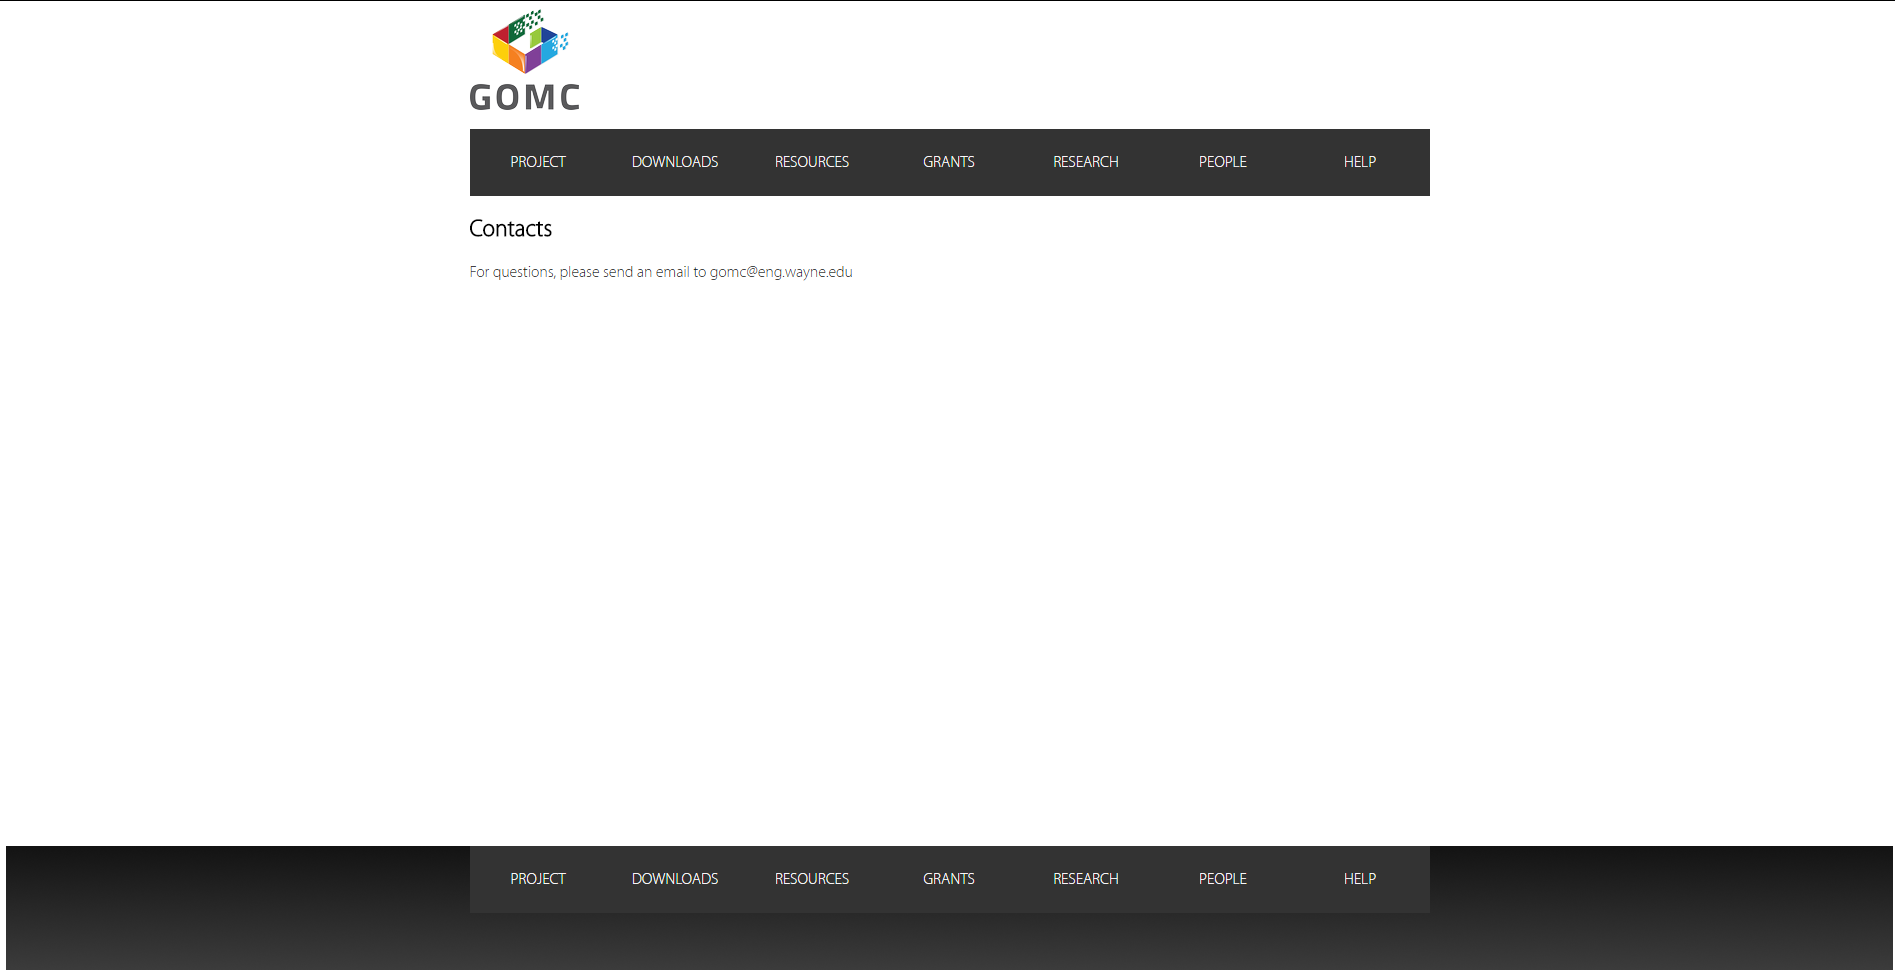 GOMC
PROJECT DOWNLOADS RESOURCES GRANTS RESEARCH PEOPLE HELP
Contacts
For questions, please send an email to gomc@eng.wayne.edu
PROJECT DOWNLOADS RESOURCES GRANTS RESEARCH PEOPLE HELP